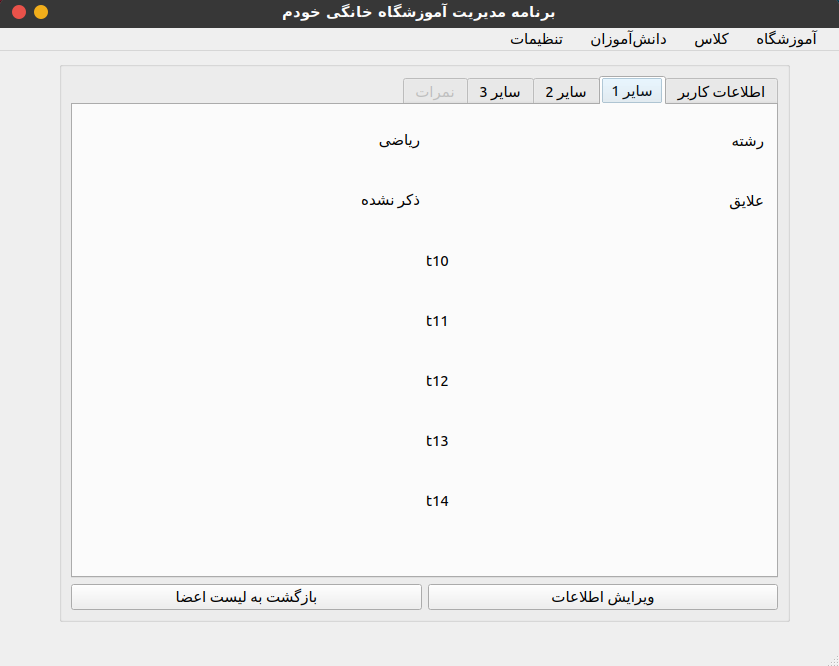 برنامه مدیریت آموزشگاه خانگی خودم
آموزشگاه کلاس دانش‌آموزان تنظیمات
اطلاعات کاربر سایر 1 سایر 2 سایر 3 نمرات
رشته ریاضی
علایق ذکر نشده
t10
t11
t12
t13
t14
ویرایش اطلاعات بازگشت به لیست اعضا